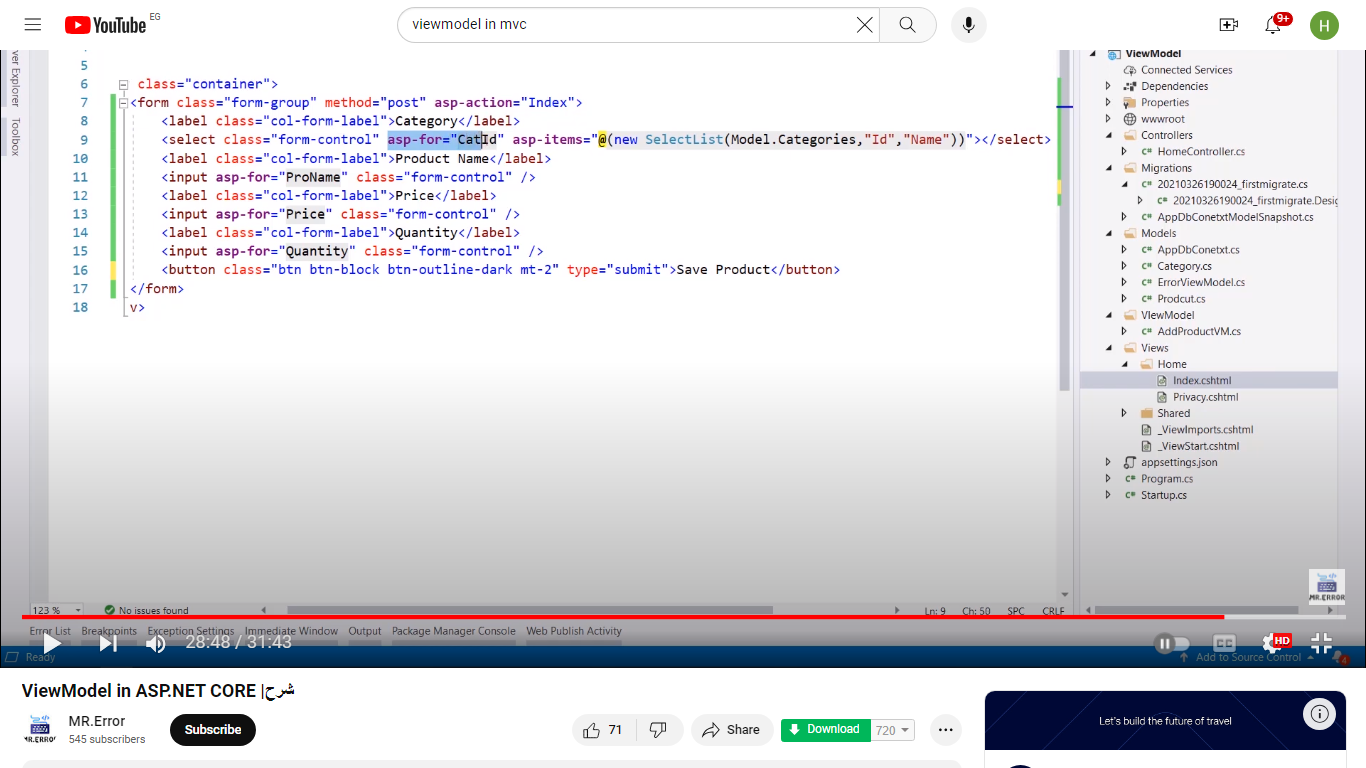 YouTube EG
viewmodel in mvc
9+
H
ver Explorer
Toolbox
5
6 class="container">
7 <form class="form-group" method="post" asp-action="Index">
8 <label class="col-form-label">Category</label>
9 <select class="form-control" asp-for="CatId" asp-items="@(new SelectList(Model.Categories,"Id","Name"))"></select>
10 <label class="col-form-label">Product Name</label>
11 <input asp-for="ProName" class="form-control" />
12 <label class="col-form-label">Price</label>
13 <input asp-for="Price" class="form-control" />
14 <label class="col-form-label">Quantity</label>
15 <input asp-for="Quantity" class="form-control" />
16 <button class="btn btn-block btn-outline-dark mt-2" type="submit">Save Product</button>
17 </form>
18 v>
ViewModel
Connected Services
Dependencies
Properties
wwwroot
Controllers
C# HomeController.cs
Migrations
C# 20210326190024_firstmigrate.cs
C# 20210326190024_firstmigrate.Desig
C# AppDbConetxtModelSnapshot.cs
Models
C# AppDbConetxt.cs
C# Category.cs
C# ErrorViewModel.cs
C# Prodcut.cs
VIewModel
C# AddProductVM.cs
Views
Home
Index.cshtml
Privacy.cshtml
Shared
_ViewImports.cshtml
_ViewStart.cshtml
appsettings.json
C# Program.cs
C# Startup.cs
MR.ERROR
123 % No issues found Ln: 9 Ch: 50 SPC CRLF
Error List Breakpoints Exception Settings Immediate Window Output Package Manager Console Web Publish Activity
28:48 / 31:43 CC HD
Ready Add to Source Control 4
ViewModel in ASP.NET CORE |شرح
MR.ERROR
MR.Error
545 subscribers
Subscribe
71
Share
Download 720
Let's build the future of travel